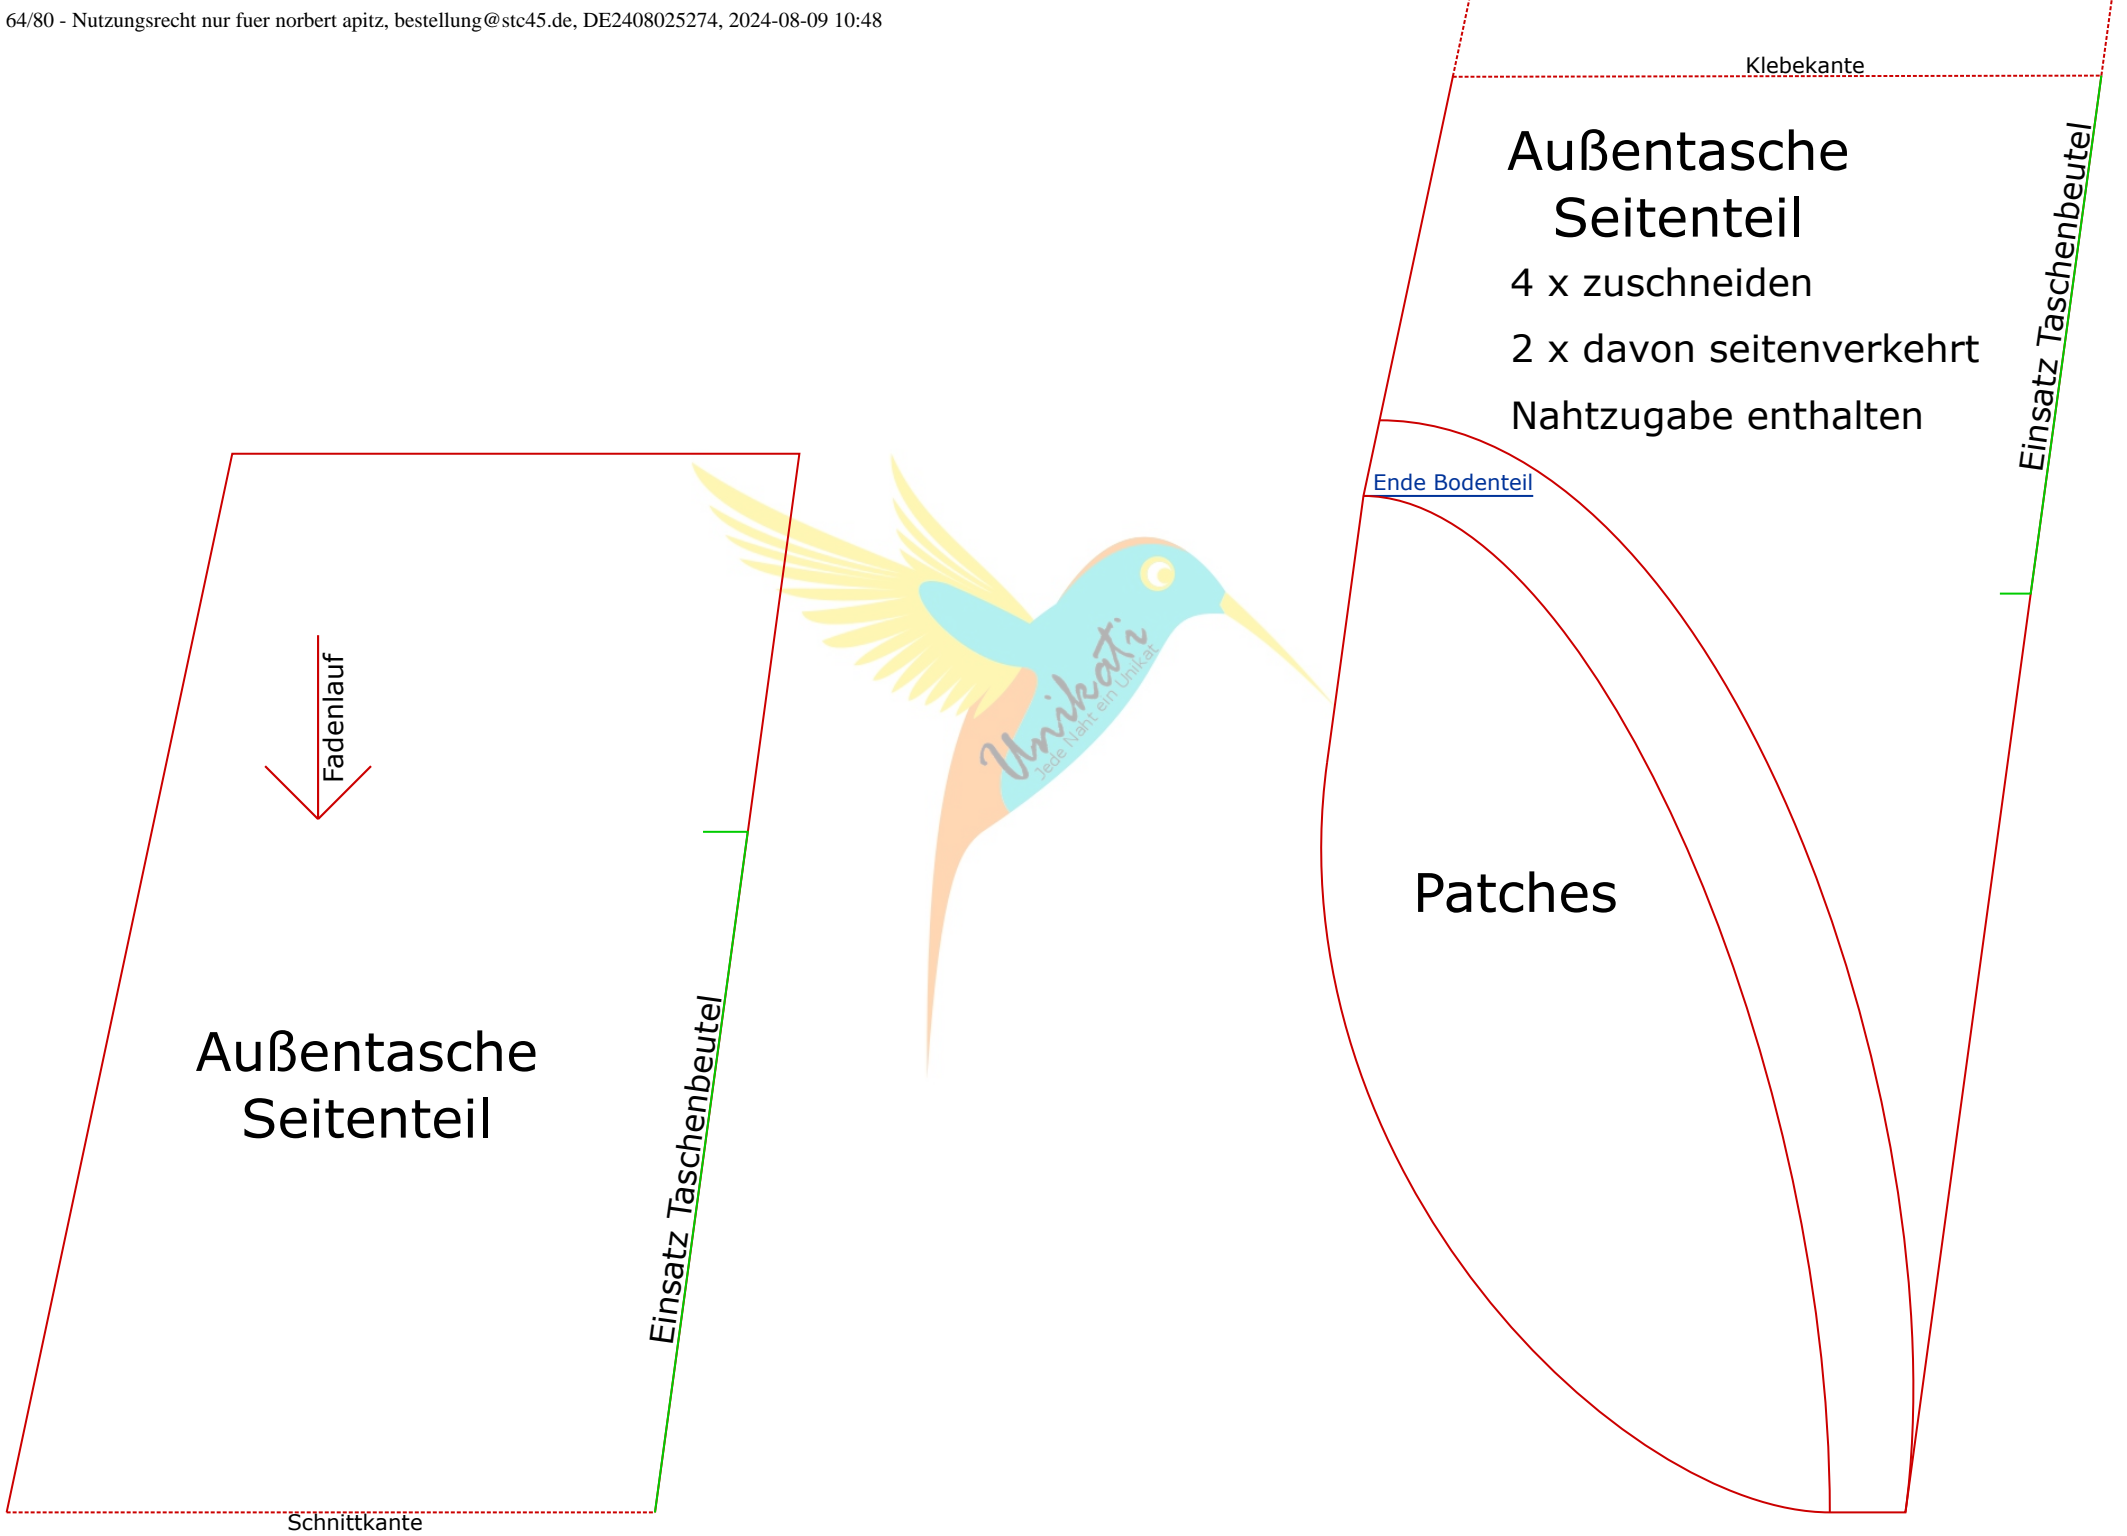 64/80 - Nutzungsrecht nur fuer norbert apitz, bestellung@stc45.de, DE2408025274, 2024-08-09 10:48
Klebekante
Außentasche
Seitenteil
4 x zuschneiden
2 x davon seitenverkehrt
Nahtzugabe enthalten
Einsatz Taschenbeutel
Ende Bodenteil
Patches
Fadenlauf
Außentasche
Seitenteil
Einsatz Taschenbeutel
Schnittkante
Unikati
Jede Naht ein Unikat